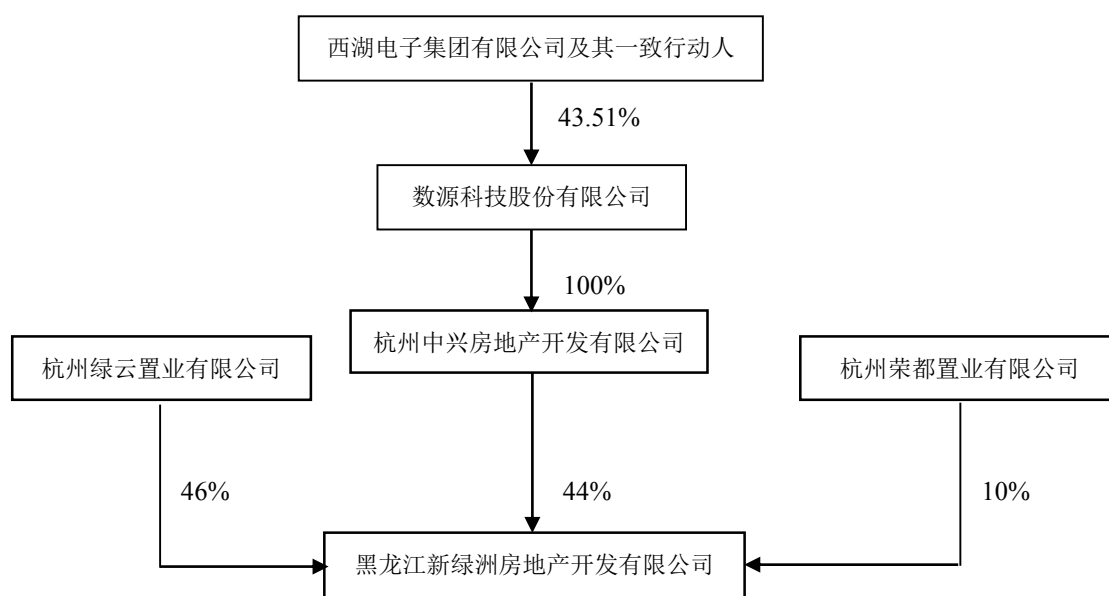 西湖电子集团有限公司及其一致行动人
43.51%
数源科技股份有限公司
100%
杭州中兴房地产开发有限公司
杭州绿云置业有限公司
杭州荣都置业有限公司
46%
44%
10%
黑龙江新绿洲房地产开发有限公司